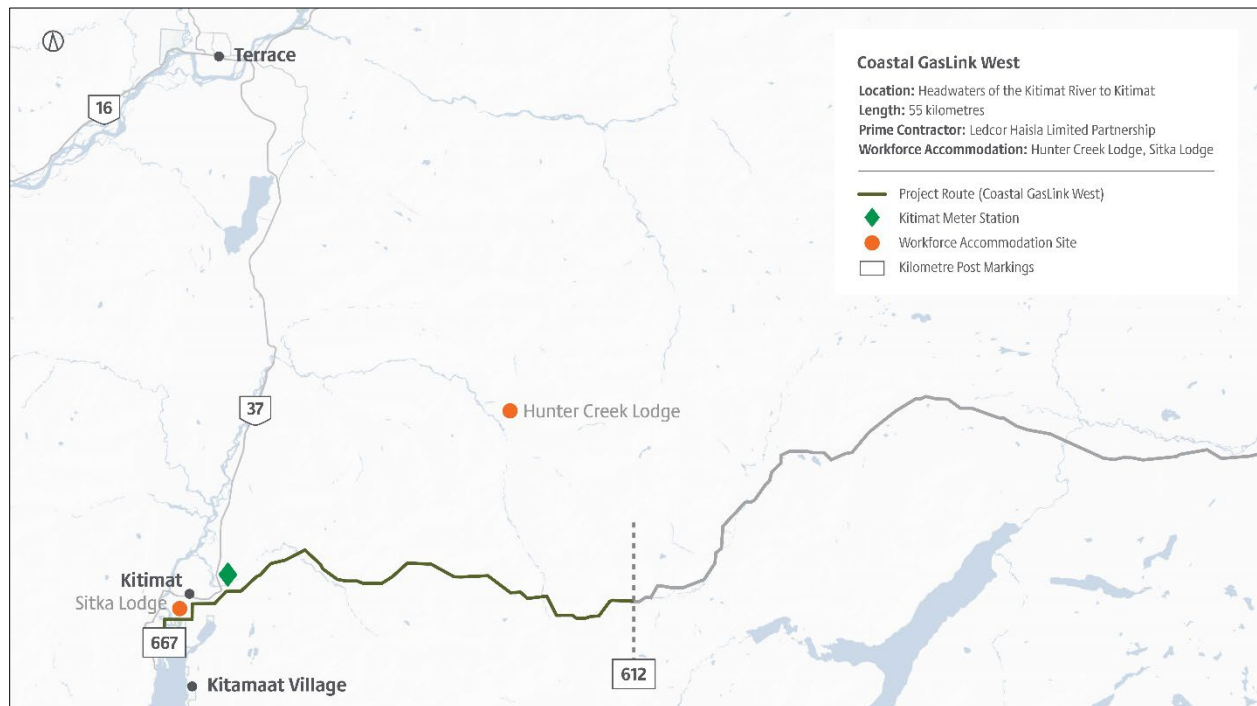 Terrace
16
Coastal GasLink West
Location: Headwaters of the Kitimat River to Kitimat
Length: 55 kilometres
Prime Contractor: Ledcor Haisla Limited Partnership
Workforce Accommodation: Hunter Creek Lodge, Sitka Lodge
Project Route (Coastal GasLink West)
Kitimat Meter Station
Workforce Accommodation Site
Kilometre Post Markings
37
Hunter Creek Lodge
Kitimat
Sitka Lodge
667
612
Kitamaat Village